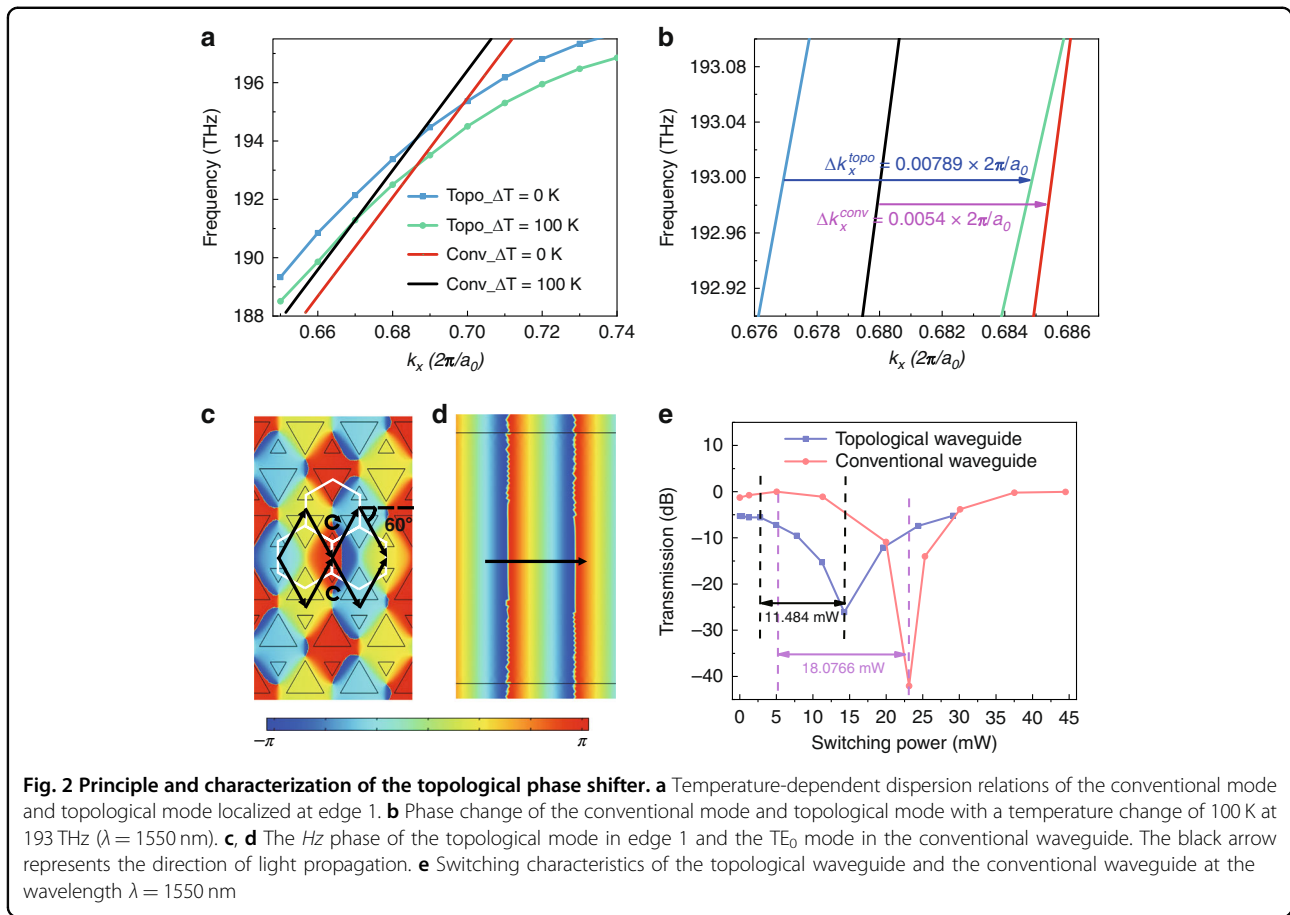 a
Frequency (THz)
196
194
192
190
188
0.66
0.68
0.70
0.72
0.74
k_x (2π/a_0)
Topo_ΔT = 0 K
Topo_ΔT = 100 K
Conv_ΔT = 0 K
Conv_ΔT = 100 K
b
Frequency (THz)
193.08
193.04
193.00
192.96
192.92
0.676
0.678
0.680
0.682
0.684
0.686
k_x (2π/a_0)
Δk_x^{topo} = 0.00789 × 2π/a_0
Δk_x^{conv} = 0.0054 × 2π/a_0
c
60°
d
−π
π
e
Topological waveguide
Conventional waveguide
Transmission (dB)
10
0
−10
−20
−30
−40
11.484 mW
18.0766 mW
0
5
10
15
20
25
30
35
40
45
Switching power (mW)
Fig. 2 Principle and characterization of the topological phase shifter. a Temperature-dependent dispersion relations of the conventional mode
and topological mode localized at edge 1. b Phase change of the conventional mode and topological mode with a temperature change of 100 K at
193 THz (λ = 1550 nm). c, d The Hz phase of the topological mode in edge 1 and the TE_0 mode in the conventional waveguide. The black arrow
represents the direction of light propagation. e Switching characteristics of the topological waveguide and the conventional waveguide at the
wavelength λ = 1550 nm